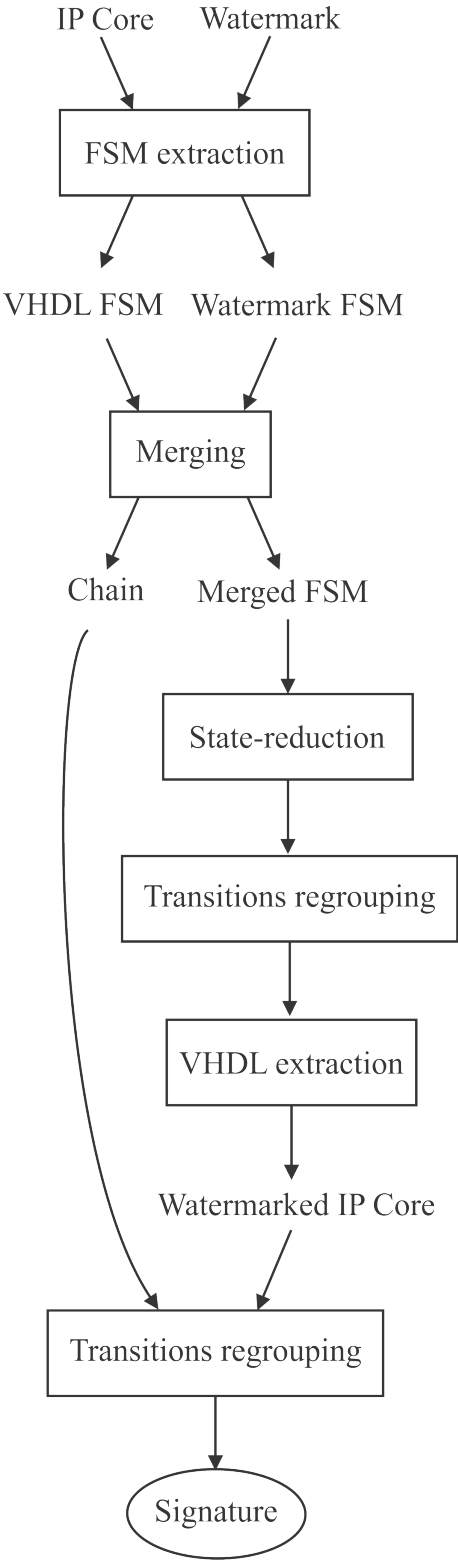 IP Core
Watermark
FSM extraction
VHDL FSM
Watermark FSM
Merging
Chain
Merged FSM
State-reduction
Transitions regrouping
VHDL extraction
Watermarked IP Core
Transitions regrouping
Signature